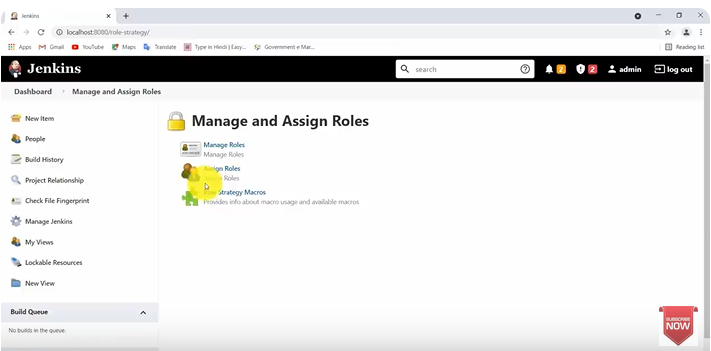 Jenkins
localhost:8080/role-strategy/
Apps Gmail YouTube Maps Translate Type in Hindi | Easy... Government e Mar... Reading list
Jenkins search 2 2 admin log out
Dashboard Manage and Assign Roles
Manage and Assign Roles
New Item
People
Build History
Project Relationship
Check File Fingerprint
Manage Jenkins
My Views
Lockable Resources
New View
Build Queue
No builds in the queue.
Manage Roles
Manage Roles
Assign Roles
Roles
Strategy Macros
Provides info about macro usage and available macros
SUBSCRIBE
NOW